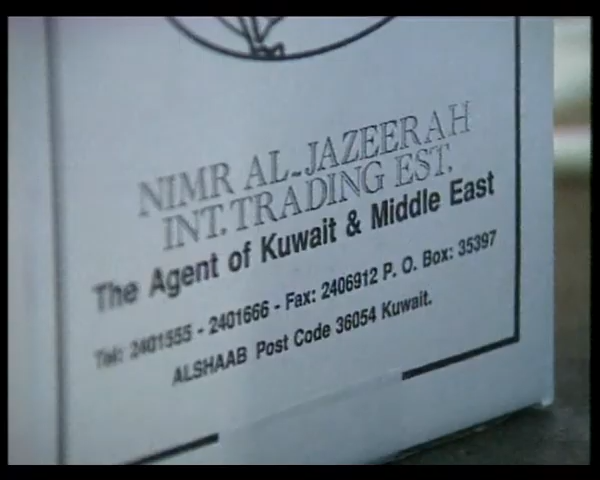 NIMR AL-JAZEERAH
INT. TRADING EST.
The Agent of Kuwait & Middle East
Tel: 2401555 - 2401666 - Fax: 2406912 P. O. Box: 35397
ALSHAAB Post Code 36054 Kuwait.